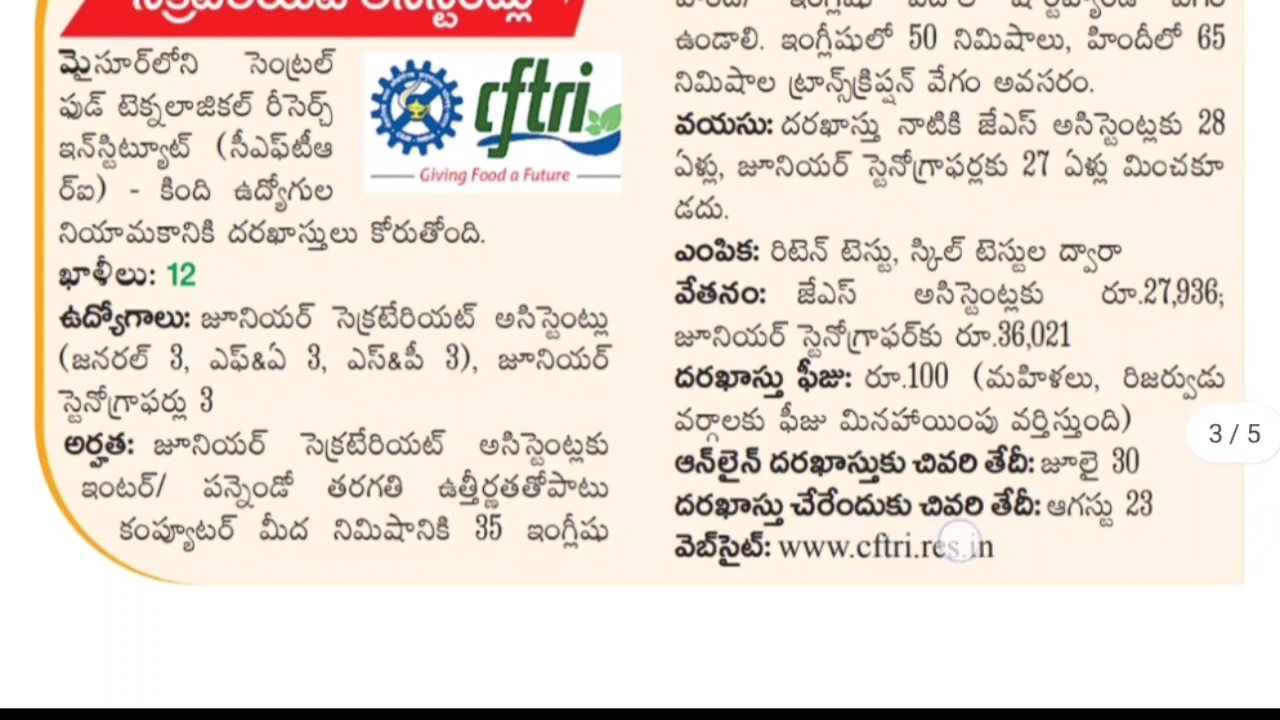 మైసూర్‌లోని సెంట్రల్
ఫుడ్ టెక్నలాజికల్ రీసెర్చ్
ఇన్‌స్టిట్యూట్ (సీఎఫ్‌టీఆ
ర్ఐ) - కింది ఉద్యోగుల
నియామకానికి దరఖాస్తులు కోరుతోంది.
cftri
Giving Food a Future
ఖాళీలు: 12
ఉద్యోగాలు: జూనియర్ సెక్రటేరియట్ అసిస్టెంట్లు
(జనరల్ 3, ఎఫ్&ఏ 3, ఎస్&పీ 3), జూనియర్
స్టెనోగ్రాఫర్లు 3
అర్హత: జూనియర్ సెక్రటేరియట్ అసిస్టెంట్లకు
ఇంటర్/ పన్నెండో తరగతి ఉత్తీర్ణతతోపాటు
కంప్యూటర్ మీద నిమిషానికి 35 ఇంగ్లీషు
ఉండాలి. ఇంగ్లీషులో 50 నిమిషాలు, హిందీలో 65
నిమిషాల ట్రాన్స్‌క్రిప్షన్ వేగం అవసరం.
వయసు: దరఖాస్తు నాటికి జేఎస్ అసిస్టెంట్లకు 28
ఏళ్లు, జూనియర్ స్టెనోగ్రాఫర్లకు 27 ఏళ్లు మించకూ
డదు.
ఎంపిక: రిటెన్ టెస్టు, స్కిల్ టెస్టుల ద్వారా
వేతనం: జేఎస్ అసిస్టెంట్లకు రూ.27,936;
జూనియర్ స్టెనోగ్రాఫర్‌కు రూ.36,021
దరఖాస్తు ఫీజు: రూ.100 (మహిళలు, రిజర్వుడు
వర్గాలకు ఫీజు మినహాయింపు వర్తిస్తుంది)
ఆన్‌లైన్ దరఖాస్తుకు చివరి తేదీ: జూలై 30
దరఖాస్తు చేరేందుకు చివరి తేదీ: ఆగస్టు 23
వెబ్‌సైట్: www.cftri.res.in
3 / 5